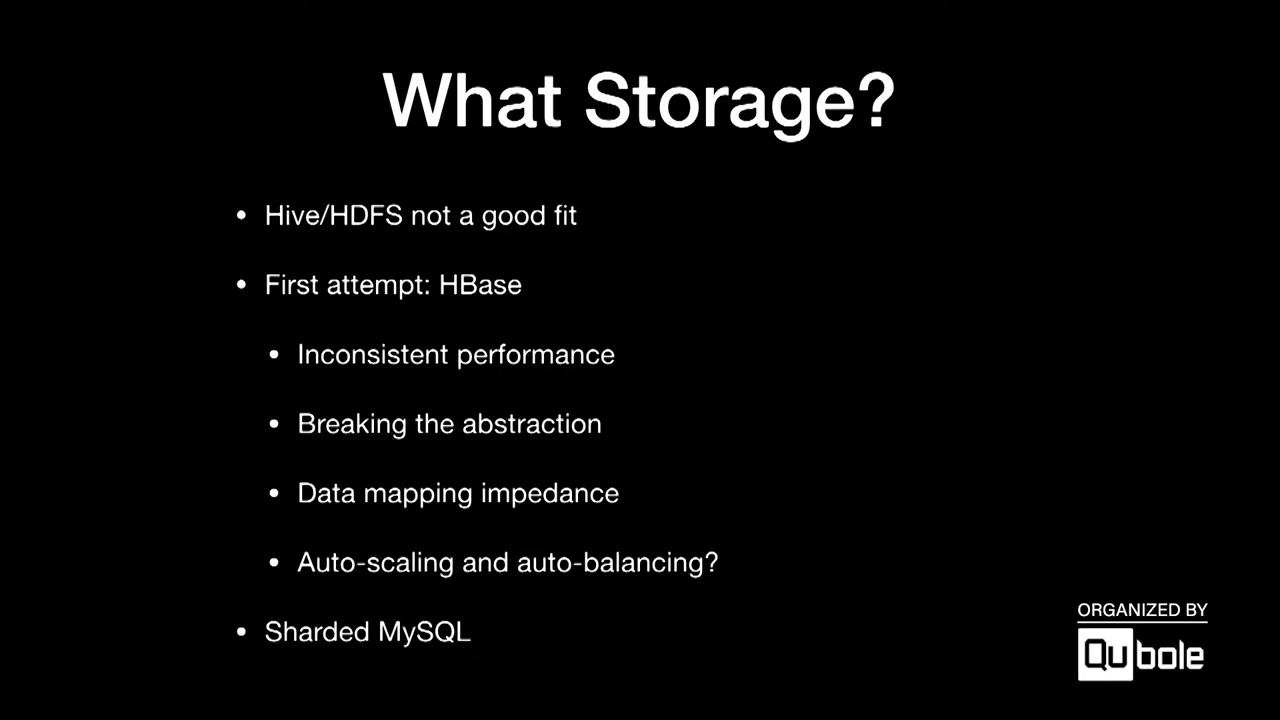 What Storage?
• Hive/HDFS not a good fit
• First attempt: HBase
• Inconsistent performance
• Breaking the abstraction
• Data mapping impedance
• Auto-scaling and auto-balancing?
• Sharded MySQL
ORGANIZED BY
Qubole